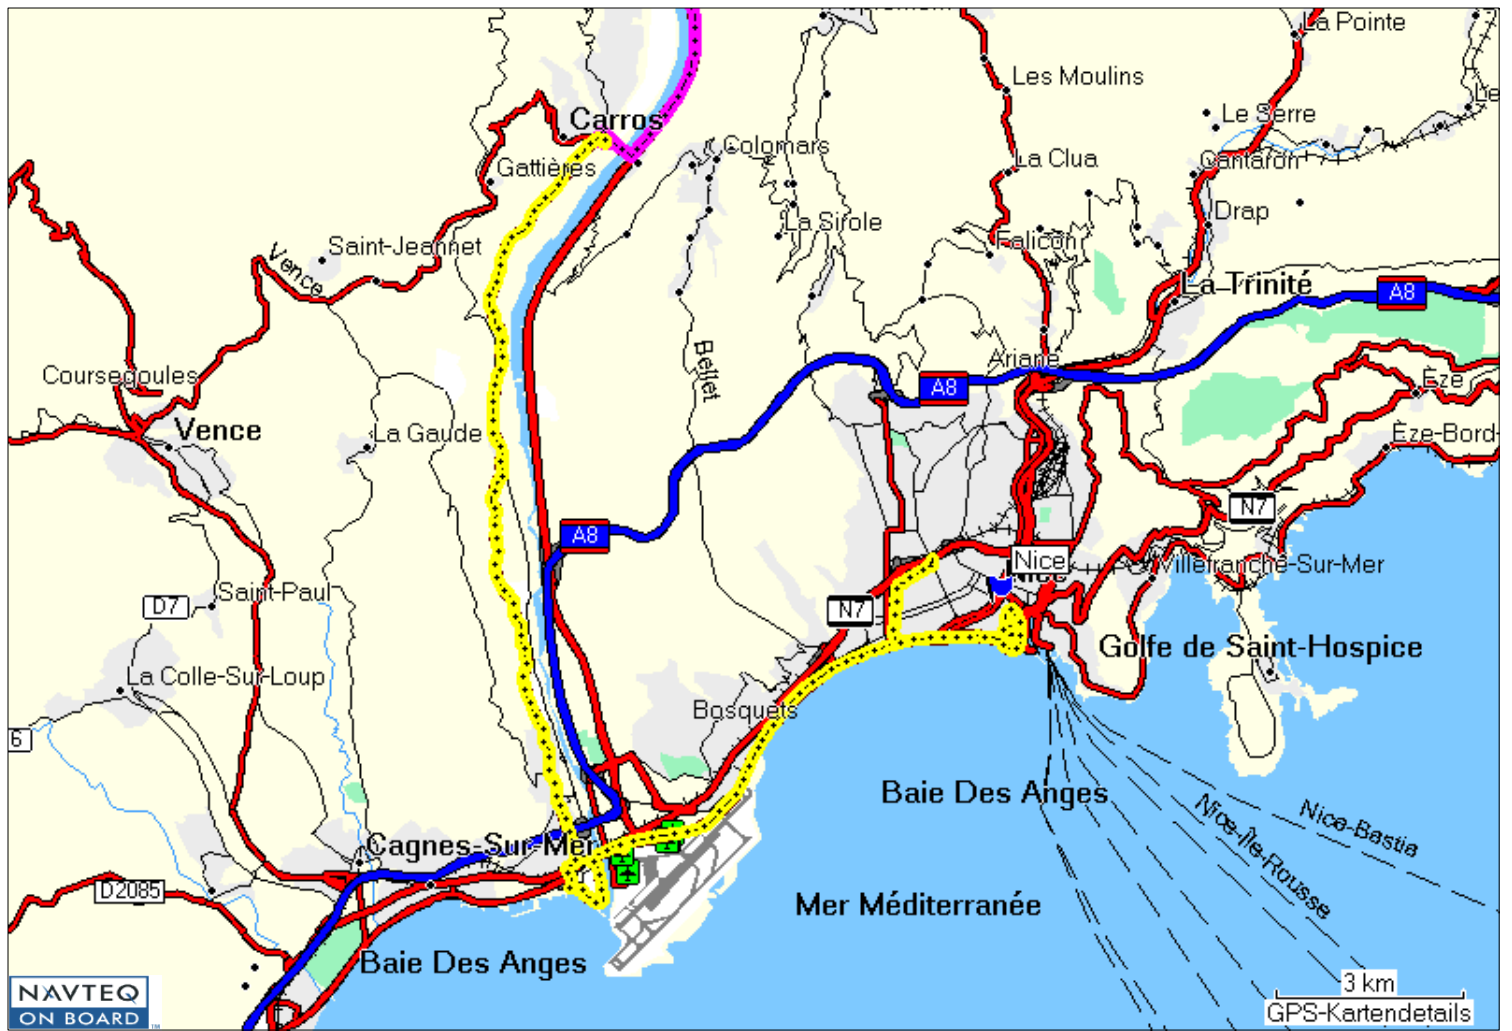 La Pointe
Les Moulins
Le Serre
Carros
Colomars
La Clua
Cantaron
Gattières
Drap
La Sirole
Saint-Jeannet
Falicon
Vence
La Trinité
A8
Bellet
Ariane
Coursegoules
A8
Èze
Vence
La Gaude
Èze-Bord-
N7
A8
Nice
Nice
Villefranche-Sur-Mer
Saint-Paul
D7
N7
Golfe de Saint-Hospice
La Colle-Sur-Loup
Bosquets
6
Baie Des Anges
Nice-Île-Rousse
Nice-Bastia
Cagnes-Sur-Mer
D2085
Mer Méditerranée
Baie Des Anges
3 km
GPS-Kartendetails
NAVTEQ
ON BOARD